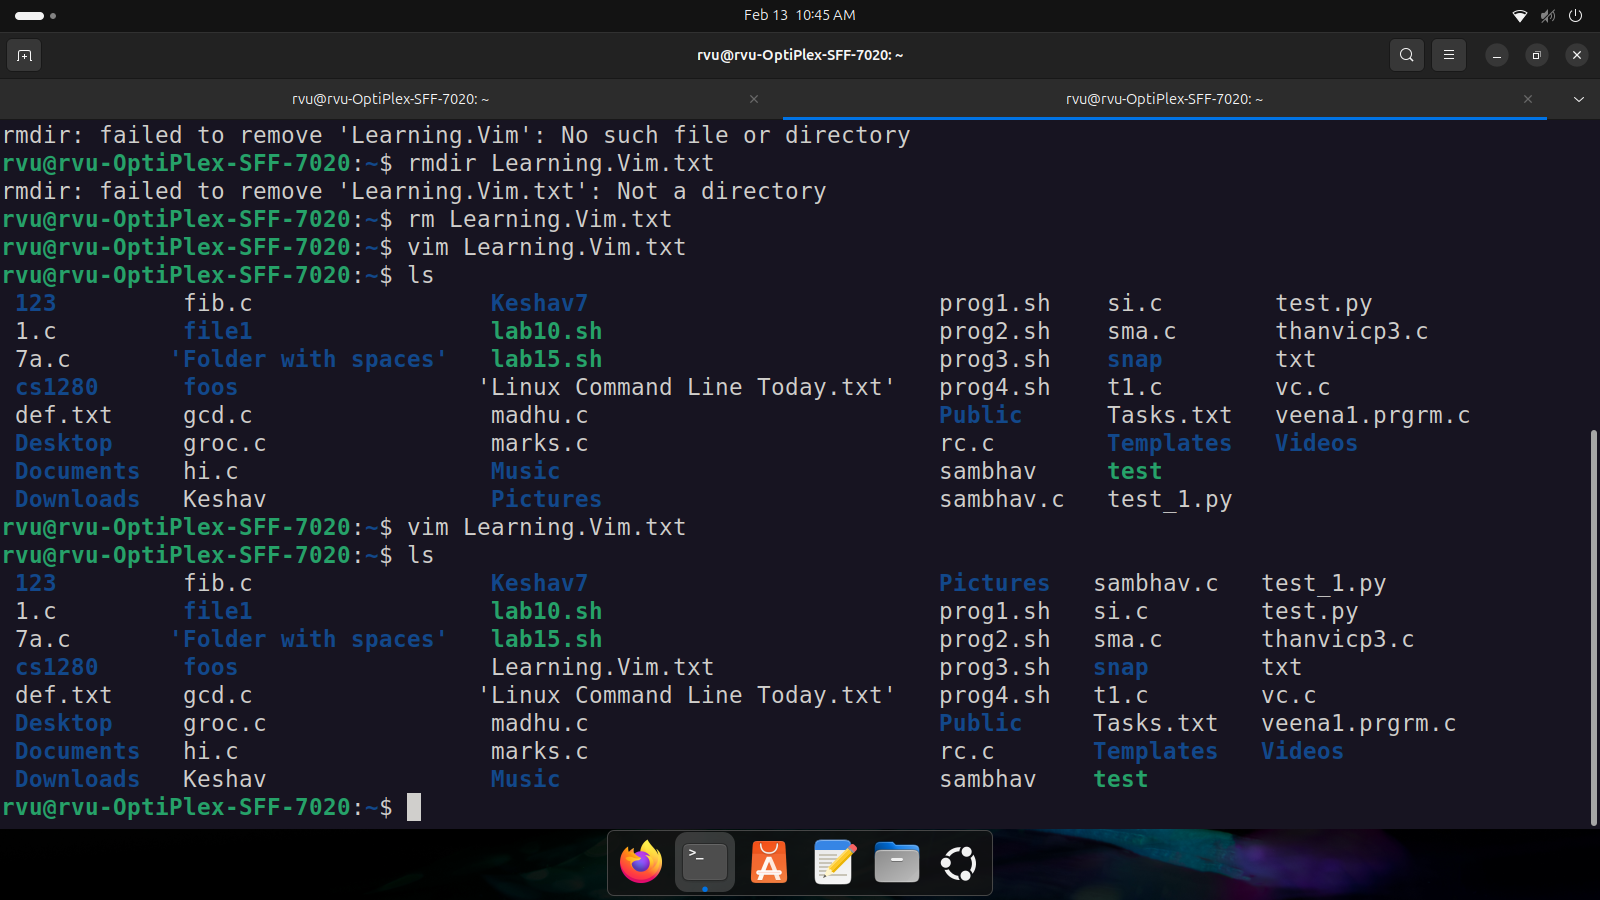 Feb 13  10:45 AM
rvu@rvu-OptiPlex-SFF-7020: ~
rvu@rvu-OptiPlex-SFF-7020: ~
rvu@rvu-OptiPlex-SFF-7020: ~
rmdir: failed to remove 'Learning.Vim': No such file or directory
rvu@rvu-OptiPlex-SFF-7020:~$ rmdir Learning.Vim.txt
rmdir: failed to remove 'Learning.Vim.txt': Not a directory
rvu@rvu-OptiPlex-SFF-7020:~$ rm Learning.Vim.txt
rvu@rvu-OptiPlex-SFF-7020:~$ vim Learning.Vim.txt
rvu@rvu-OptiPlex-SFF-7020:~$ ls
123 fib.c Keshav7 prog1.sh si.c test.py
1.c file1 lab10.sh prog2.sh sma.c thanvicp3.c
7a.c 'Folder with spaces' lab15.sh prog3.sh snap txt
cs1280 foos 'Linux Command Line Today.txt' prog4.sh t1.c vc.c
def.txt gcd.c madhu.c Public Tasks.txt veena1.prgrm.c
Desktop groc.c marks.c rc.c Templates Videos
Documents hi.c Music sambhav test
Downloads Keshav Pictures sambhav.c test_1.py
rvu@rvu-OptiPlex-SFF-7020:~$ vim Learning.Vim.txt
rvu@rvu-OptiPlex-SFF-7020:~$ ls
123 fib.c Keshav7 Pictures sambhav.c test_1.py
1.c file1 lab10.sh prog1.sh si.c test.py
7a.c 'Folder with spaces' lab15.sh prog2.sh sma.c thanvicp3.c
cs1280 foos Learning.Vim.txt prog3.sh snap txt
def.txt gcd.c 'Linux Command Line Today.txt' prog4.sh t1.c vc.c
Desktop groc.c madhu.c Public Tasks.txt veena1.prgrm.c
Documents hi.c marks.c rc.c Templates Videos
Downloads Keshav Music sambhav test
rvu@rvu-OptiPlex-SFF-7020:~$
>_